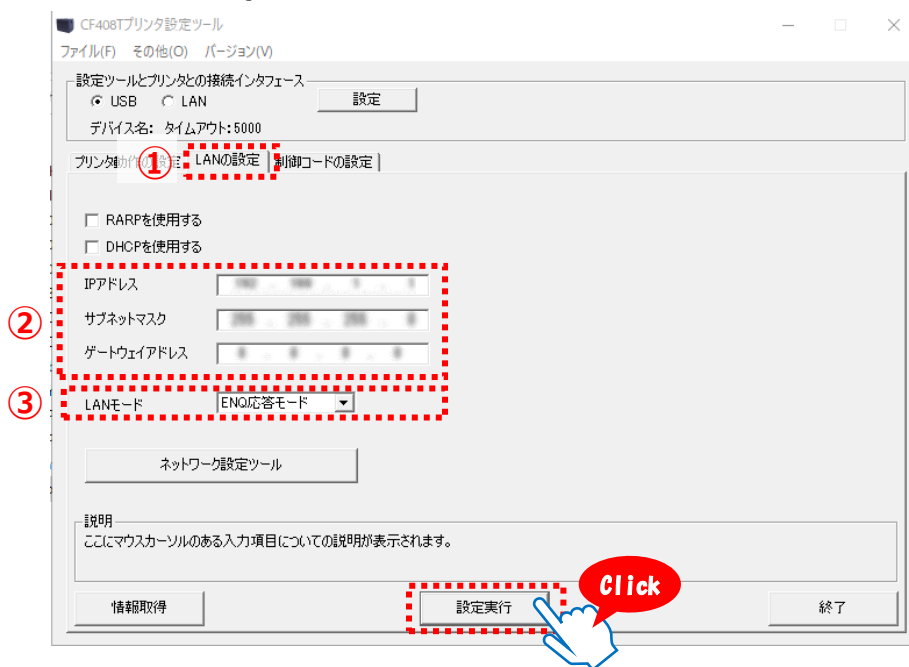 CF408Tプリンタ設定ツール
ファイル(F) その他(O) バージョン(V)
設定ツールとプリンタとの接続インタフェース
USB LAN 設定
デバイス名: タイムアウト:5000
プリンタ動作の設定 LANの設定 制御コードの設定
①
RARPを使用する
DHCPを使用する
②
IPアドレス
サブネットマスク
ゲートウェイアドレス
③
LANモード ENQ応答モード
ネットワーク設定ツール
説明
ここにマウスカーソルのある入力項目についての説明が表示されます。
Click
情報取得 設定実行 終了